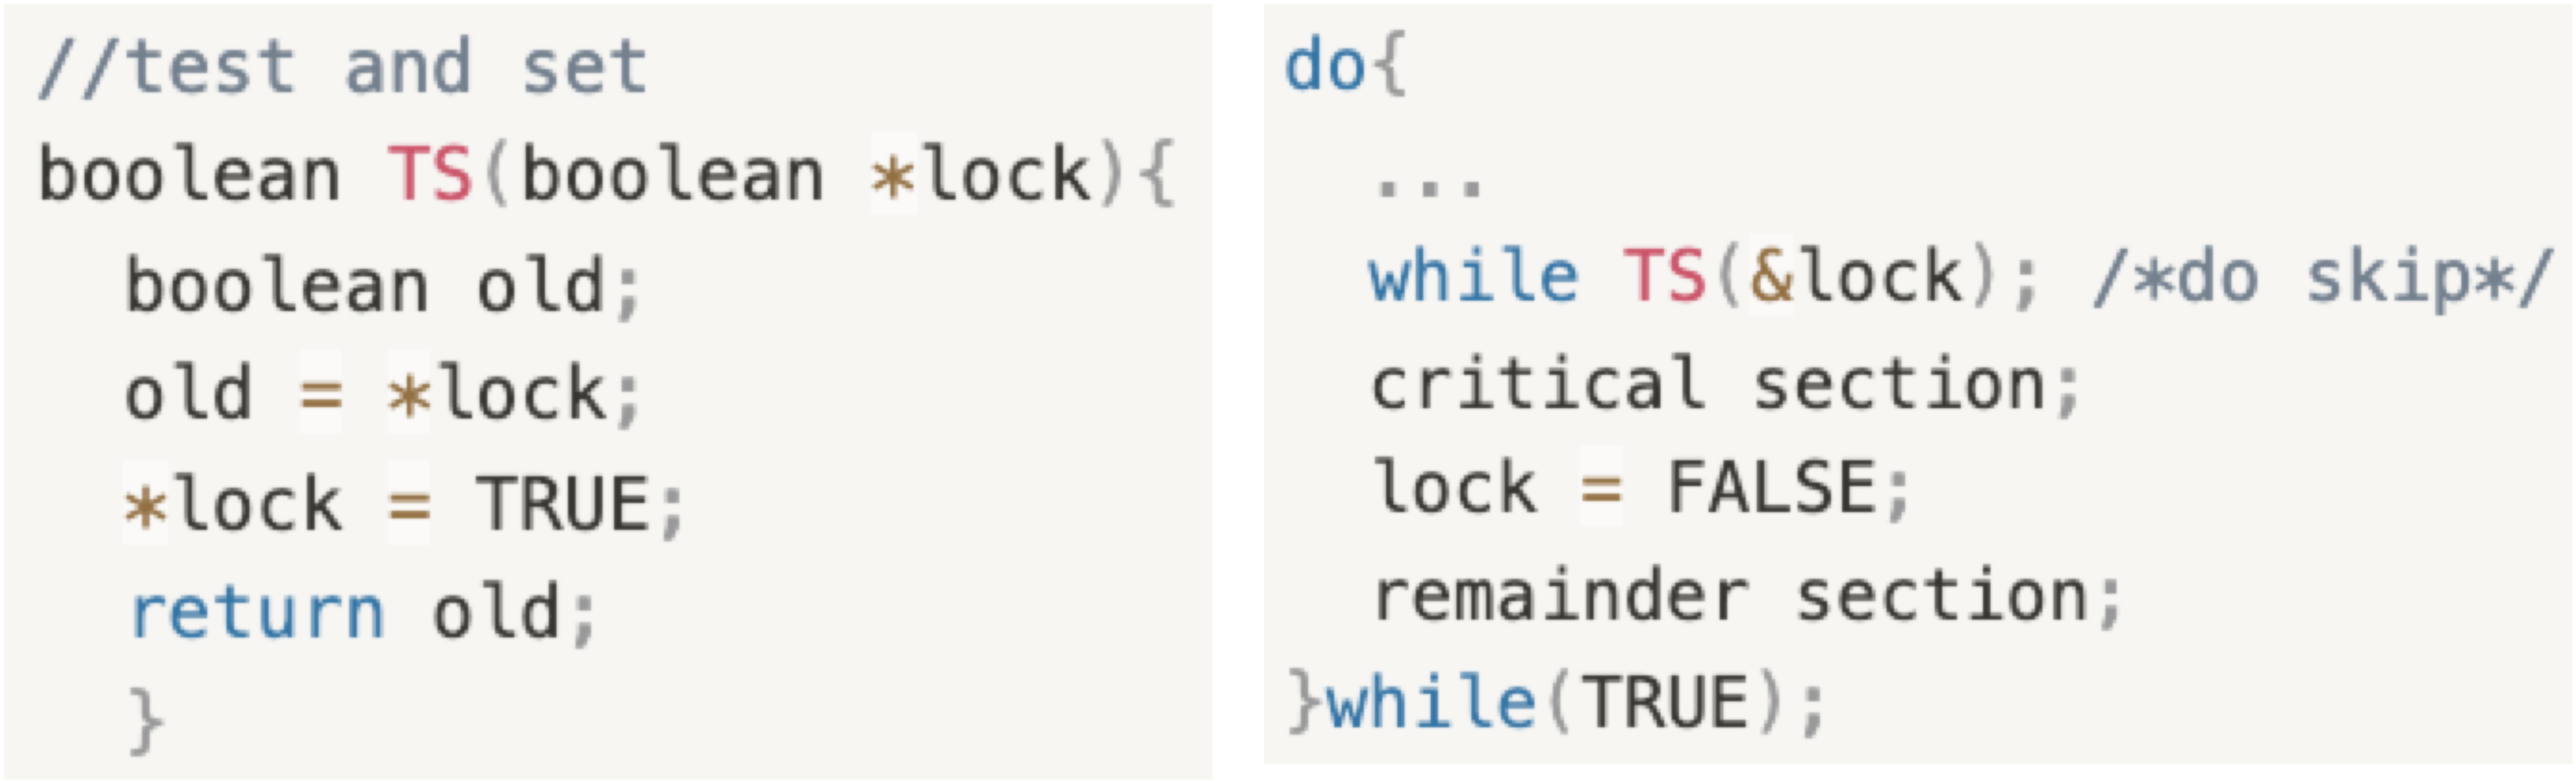 //test and set
boolean TS(boolean *lock){
boolean old;
old = *lock;
*lock = TRUE;
return old;
}
do{
...
while TS(&lock); /*do skip*/
critical section;
lock = FALSE;
remainder section;
}while(TRUE);